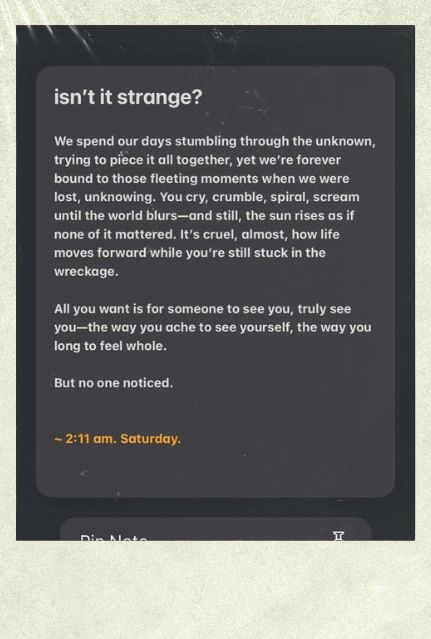 isn’t it strange?
We spend our days stumbling through the unknown,
trying to piece it all together, yet we’re forever
bound to those fleeting moments when we were
lost, unknowing. You cry, crumble, spiral, scream
until the world blurs—and still, the sun rises as if
none of it mattered. It’s cruel, almost, how life
moves forward while you’re still stuck in the
wreckage.
All you want is for someone to see you, truly see
you—the way you ache to see yourself, the way you
long to feel whole.
But no one noticed.
~ 2:11 am. Saturday.
Pin Note